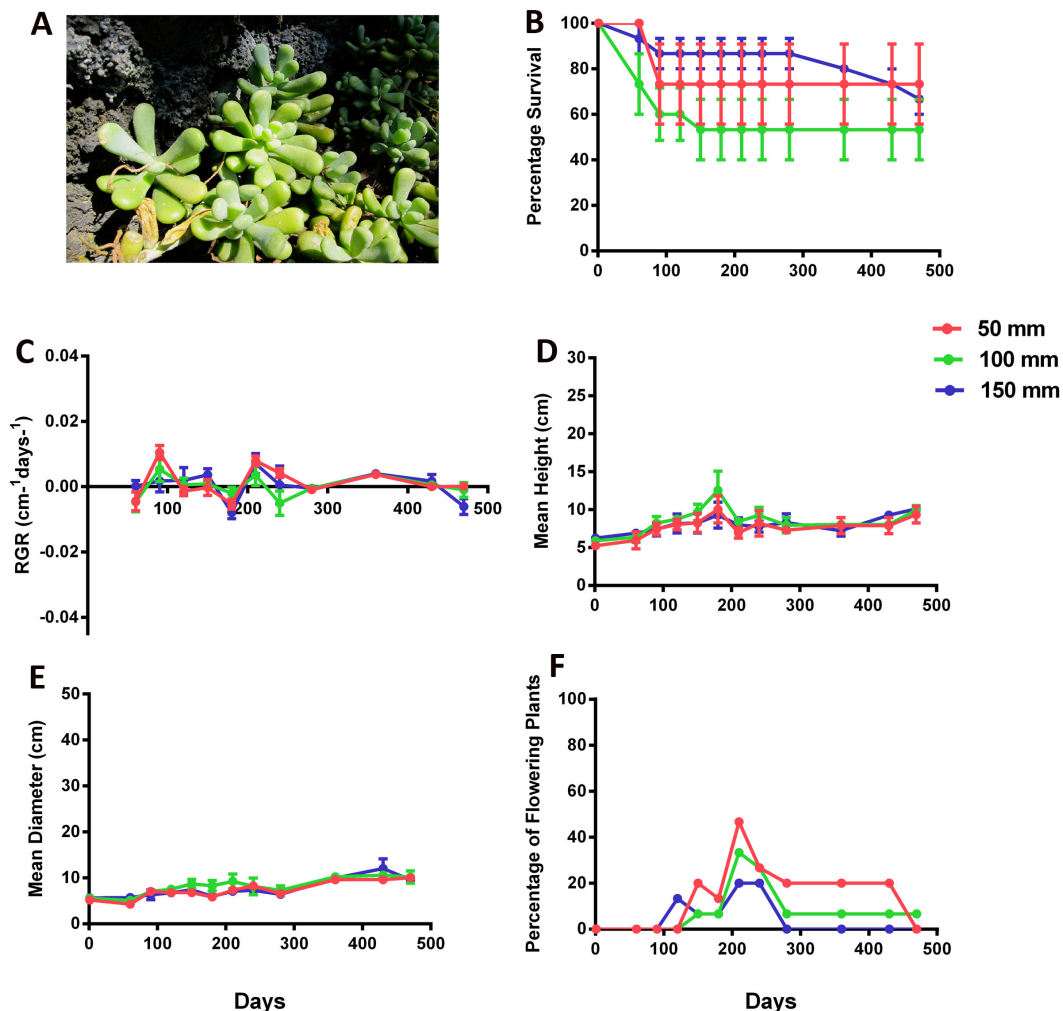 A
B
Percentage Survival
100
80
60
40
20
0
0 100 200 300 400 500
50 mm
100 mm
150 mm
C
RGR (cm-1days-1)
0.04
0.02
0.00
-0.02
-0.04
100 200 300 400 500
D
Mean Height (cm)
30
25
20
15
10
5
0
0 100 200 300 400 500
E
Mean Diameter (cm)
50
40
30
20
10
0
0 100 200 300 400 500
Days
F
Percentage of Flowering Plants
100
80
60
40
20
0
0 100 200 300 400 500
Days